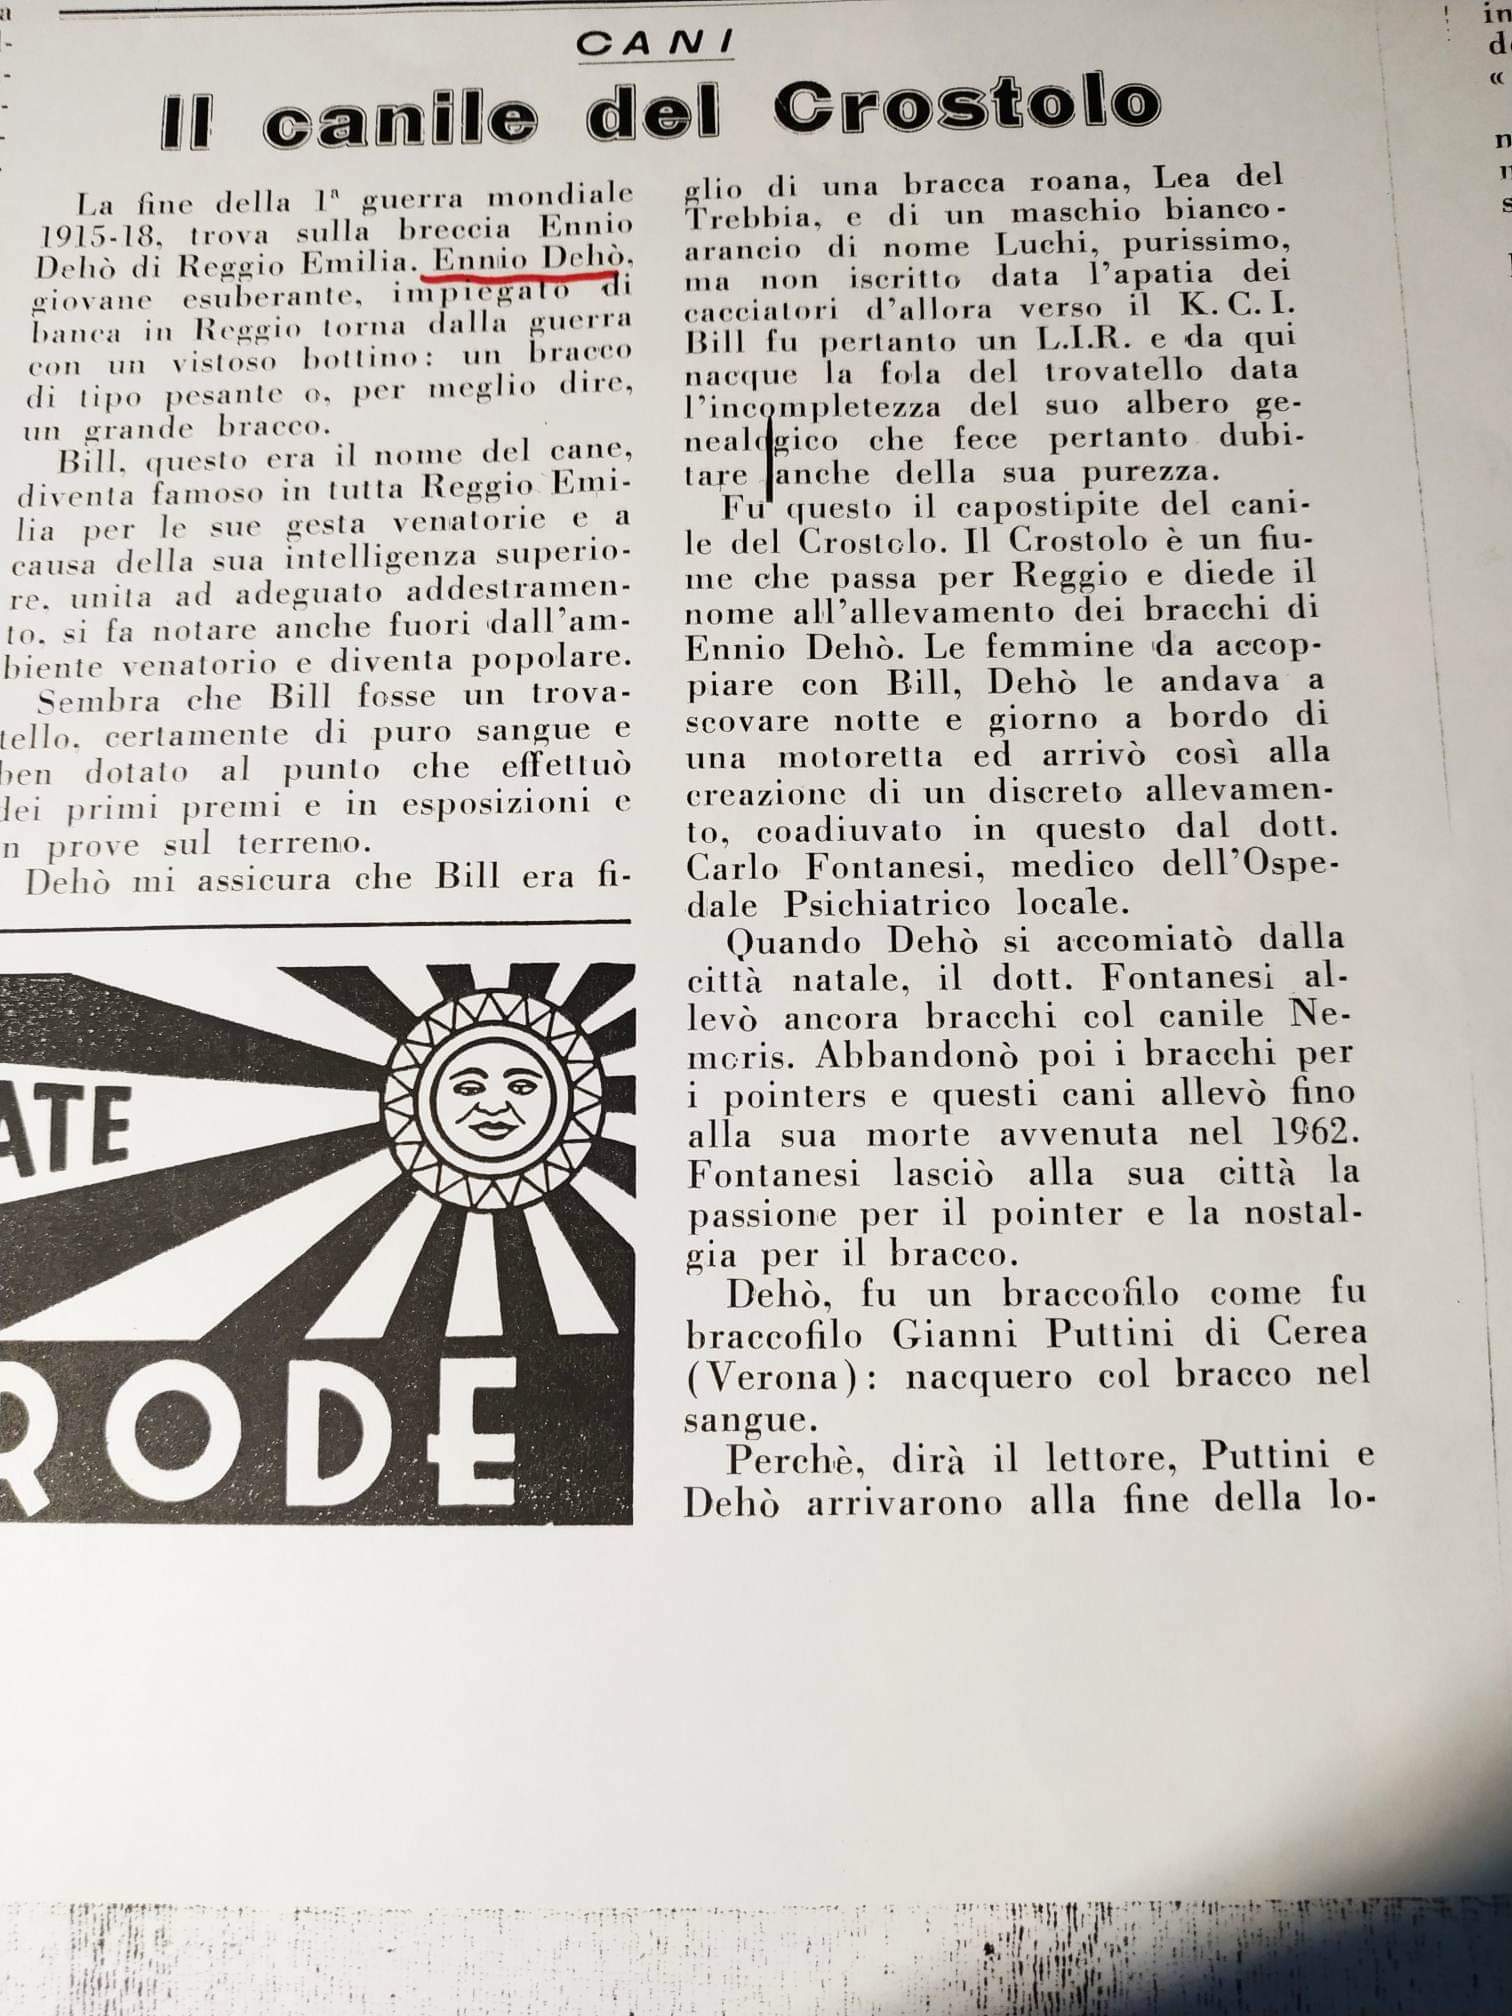 CANI
Il canile del Crostolo
La fine della 1ª guerra mondiale
1915-18, trova sulla breccia Ennio
Dehò di Reggio Emilia. Ennio Dehò,
giovane esuberante, impiegato di
banca in Reggio torna dalla guerra
con un vistoso bottino: un bracco
di tipo pesante o, per meglio dire,
un grande bracco.
Bill, questo era il nome del cane,
diventa famoso in tutta Reggio Emi-
lia per le sue gesta venatorie e a
causa della sua intelligenza superio-
re, unita ad adeguato addestramen-
to, si fa notare anche fuori dall'am-
biente venatorio e diventa popolare.
Sembra che Bill fosse un trova-
tello, certamente di puro sangue e
ben dotato al punto che effettuò
dei primi premi e in esposizioni e
n prove sul terreno.
Dehò mi assicura che Bill era fi-
ATE
RODE
glio di una bracca roana, Lea del
Trebbia, e di un maschio bianco-
arancio di nome Luchi, purissimo,
ma non iscritto data l'apatia dei
cacciatori d'allora verso il K.C.I.
Bill fu pertanto un L.I.R. e da qui
nacque la fola del trovatello data
l'incompletezza del suo albero ge-
nealogico che fece pertanto dubi-
tare anche della sua purezza.
Fu questo il capostipite del cani-
le del Crostolo. Il Crostolo è un fiu-
me che passa per Reggio e diede il
nome all'allevamento dei bracchi di
Ennio Dehò. Le femmine da accop-
piare con Bill, Dehò le andava a
scovare notte e giorno a bordo di
una motoretta ed arrivò così alla
creazione di un discreto allevamen-
to, coadiuvato in questo dal dott.
Carlo Fontanesi, medico dell'Ospe-
dale Psichiatrico locale.
Quando Dehò si accomiatò dalla
città natale, il dott. Fontanesi al-
levò ancora bracchi col canile Ne-
moris. Abbandonò poi i bracchi per
i pointers e questi cani allevò fino
alla sua morte avvenuta nel 1962.
Fontanesi lasciò alla sua città la
passione per il pointer e la nostal-
gia per il bracco.
Dehò, fu un braccofilo come fu
braccofilo Gianni Puttini di Cerea
(Verona): nacquero col bracco nel
sangue.
Perchè, dirà il lettore, Puttini e
Dehò arrivarono alla fine della lo-